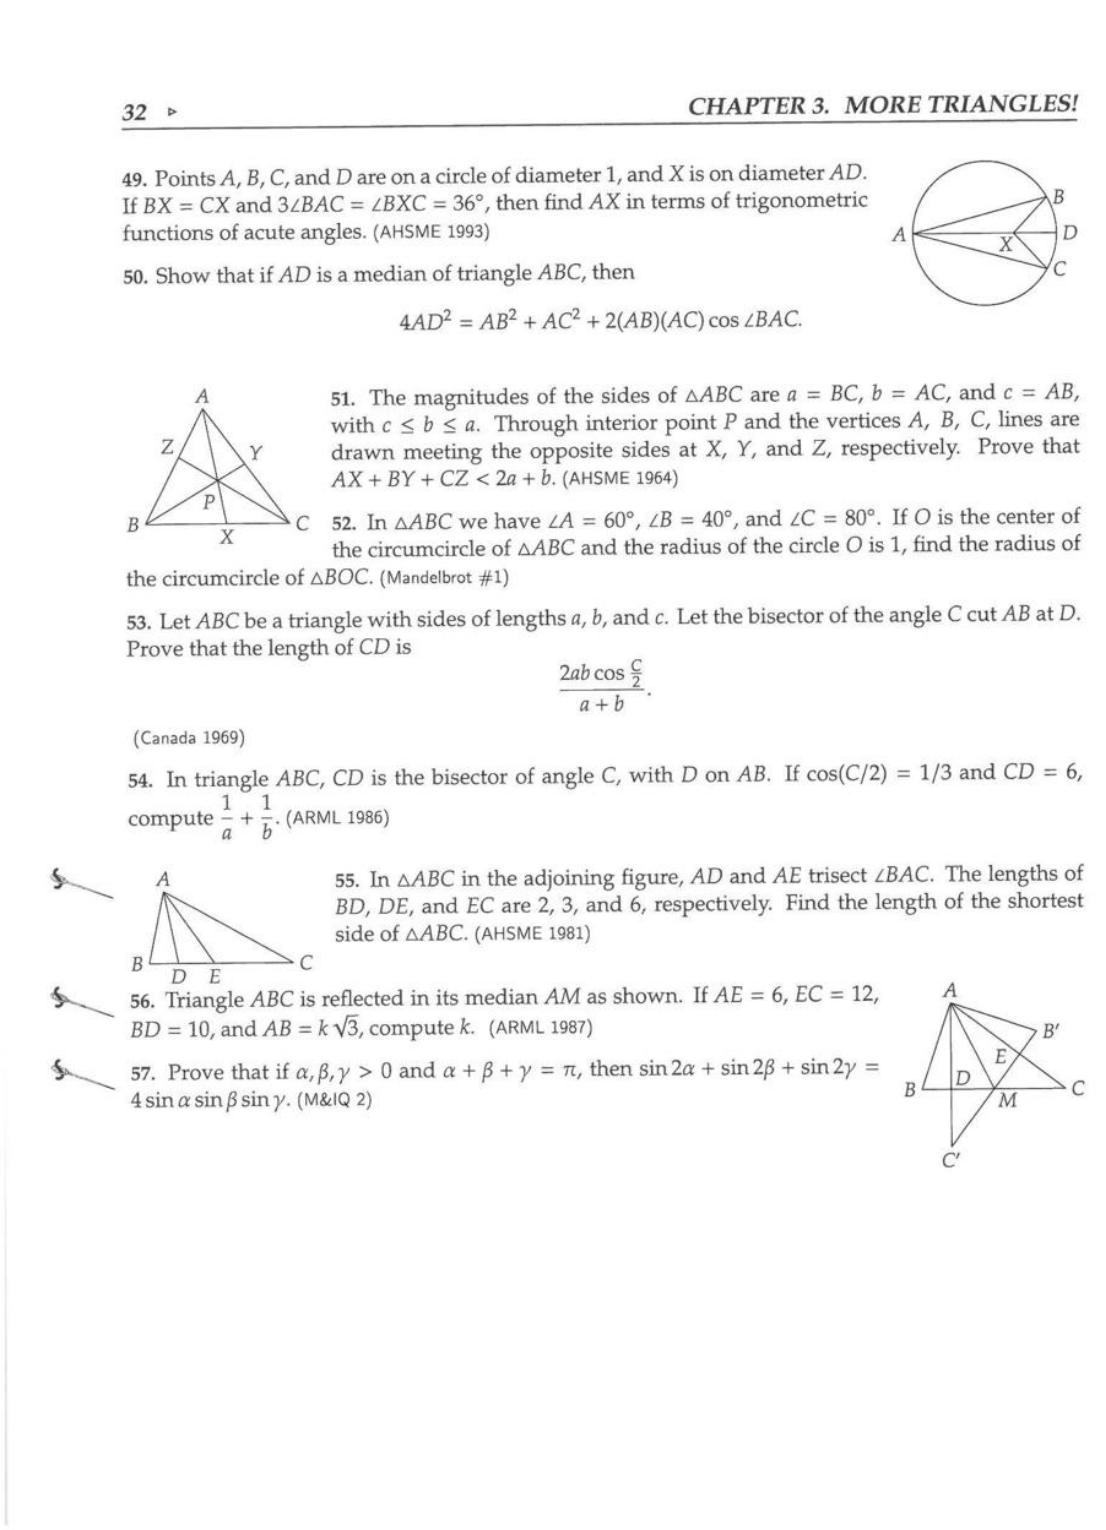 32 ▹ CHAPTER 3. MORE TRIANGLES!
49. Points A, B, C, and D are on a circle of diameter 1, and X is on diameter AD.
If BX = CX and 3∠BAC = ∠BXC = 36°, then find AX in terms of trigonometric
functions of acute angles. (AHSME 1993)
A
B
X
D
C
50. Show that if AD is a median of triangle ABC, then
4AD² = AB² + AC² + 2(AB)(AC) cos ∠BAC.
A
Z
Y
P
B
X
C
51. The magnitudes of the sides of △ABC are a = BC, b = AC, and c = AB,
with c ≤ b ≤ a. Through interior point P and the vertices A, B, C, lines are
drawn meeting the opposite sides at X, Y, and Z, respectively. Prove that
AX + BY + CZ < 2a + b. (AHSME 1964)
52. In △ABC we have ∠A = 60°, ∠B = 40°, and ∠C = 80°. If O is the center of
the circumcircle of △ABC and the radius of the circle O is 1, find the radius of
the circumcircle of △BOC. (Mandelbrot #1)
53. Let ABC be a triangle with sides of lengths a, b, and c. Let the bisector of the angle C cut AB at D.
Prove that the length of CD is
2ab cos C/2
a + b
.
(Canada 1969)
54. In triangle ABC, CD is the bisector of angle C, with D on AB. If cos(C/2) = 1/3 and CD = 6,
compute 1/a + 1/b. (ARML 1986)
A
B
D
E
C
55. In △ABC in the adjoining figure, AD and AE trisect ∠BAC. The lengths of
BD, DE, and EC are 2, 3, and 6, respectively. Find the length of the shortest
side of △ABC. (AHSME 1981)
56. Triangle ABC is reflected in its median AM as shown. If AE = 6, EC = 12,
BD = 10, and AB = k√3, compute k. (ARML 1987)
57. Prove that if α, β, γ > 0 and α + β + γ = π, then sin 2α + sin 2β + sin 2γ =
4 sin α sin β sin γ. (M&IQ 2)
A
B′
E
B
D
M
C
C′